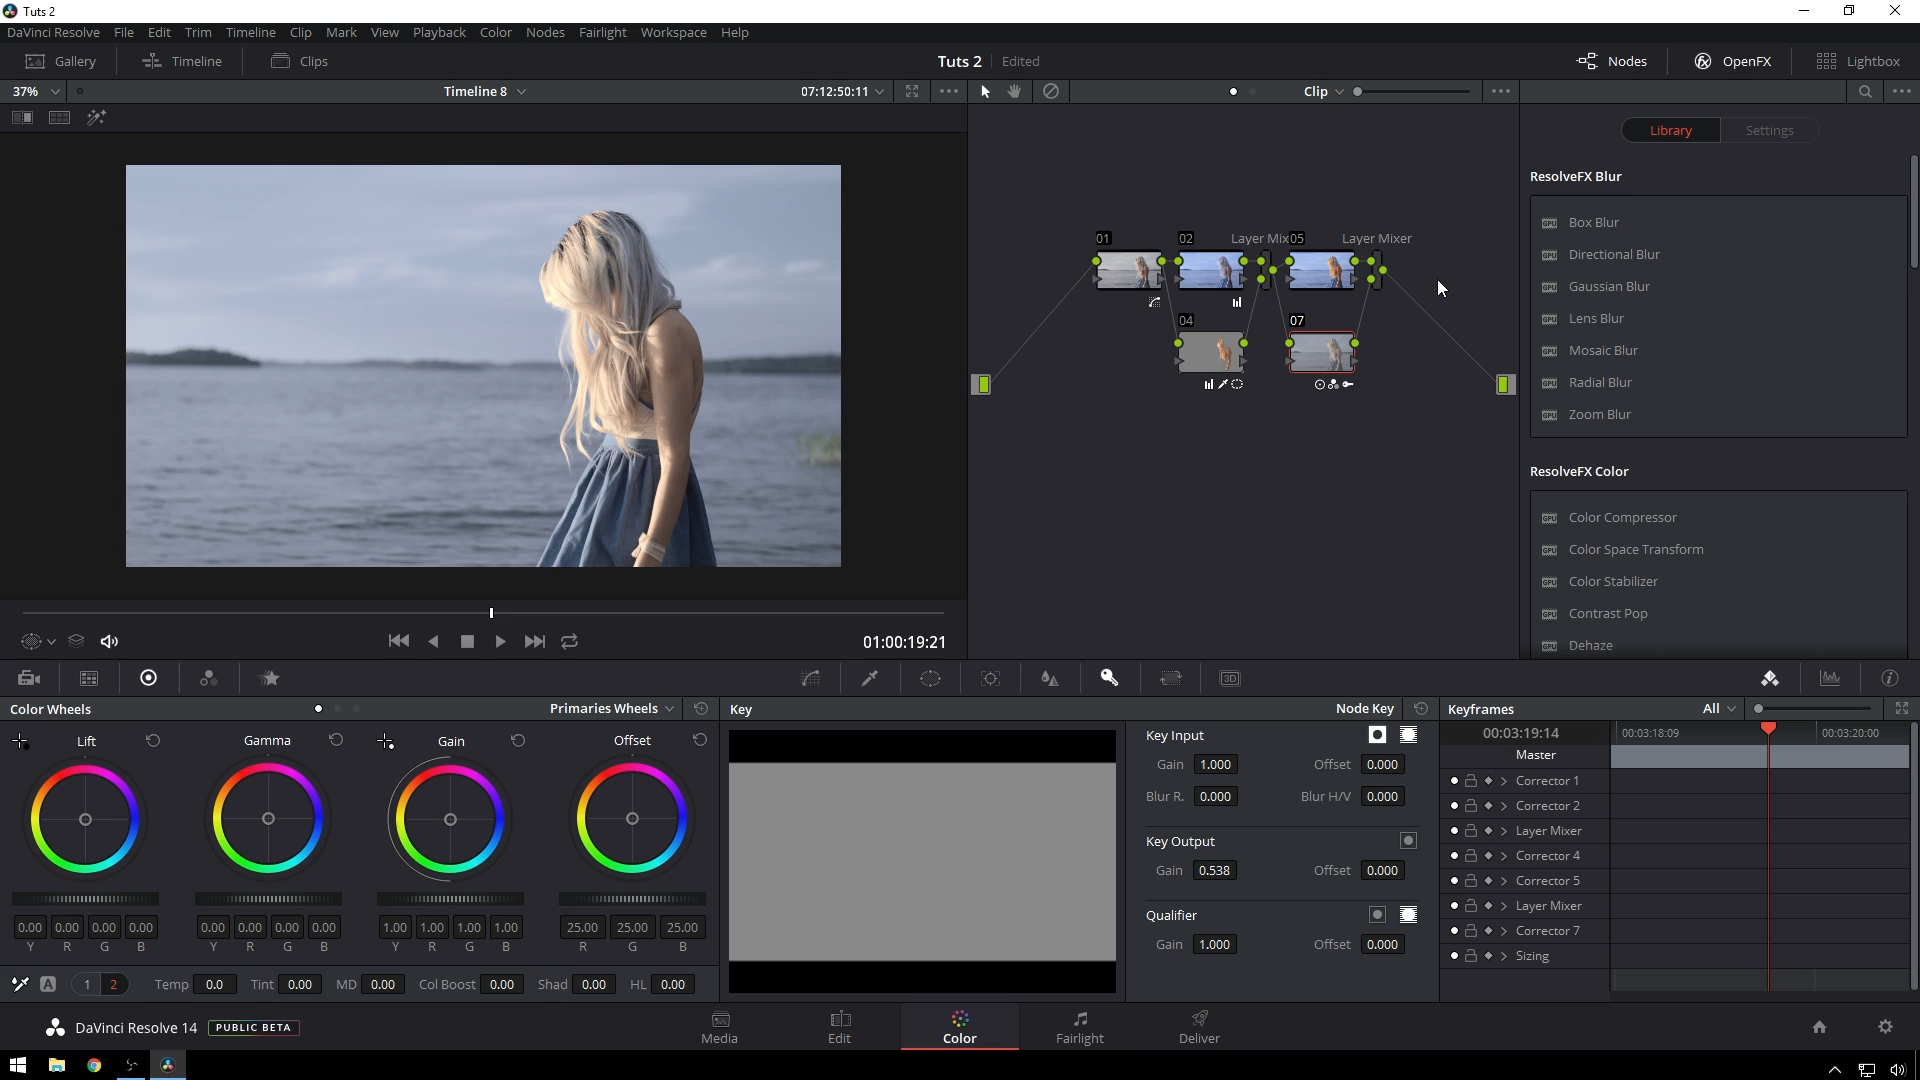 Tuts 2
DaVinci Resolve File Edit Trim Timeline Clip Mark View Playback Color Nodes Fairlight Workspace Help
Gallery Timeline Clips Tuts 2 Edited Nodes OpenFX Lightbox
37% Timeline 8 07:12:50:11 Clip
Library Settings
ResolveFX Blur
Box Blur
Directional Blur
Gaussian Blur
Lens Blur
Mosaic Blur
Radial Blur
Zoom Blur
ResolveFX Color
Color Compressor
Color Space Transform
Color Stabilizer
Contrast Pop
Dehaze
01 02 Layer Mix 05 Layer Mixer
04 07
01:00:19:21
3D
Color Wheels Primaries Wheels Key Node Key Keyframes All
Lift Gamma Gain Offset
0.00 0.00 0.00 0.00 0.00 0.00 0.00 0.00 1.00 1.00 1.00 1.00 25.00 25.00 25.00
Y R G B Y R G B Y R G B R G B
A 1 2 Temp 0.0 Tint 0.00 MD 0.00 Col Boost 0.00 Shad 0.00 HL 0.00
Key Input
Gain 1.000 Offset 0.000
Blur R. 0.000 Blur H/V 0.000
Key Output
Gain 0.538 Offset 0.000
Qualifier
Gain 1.000 Offset 0.000
00:03:19:14 00:03:18:09 00:03:20:00
Master
Corrector 1
Corrector 2
Layer Mixer
Corrector 4
Corrector 5
Layer Mixer
Corrector 7
Sizing
DaVinci Resolve 14 PUBLIC BETA Media Edit Color Fairlight Deliver